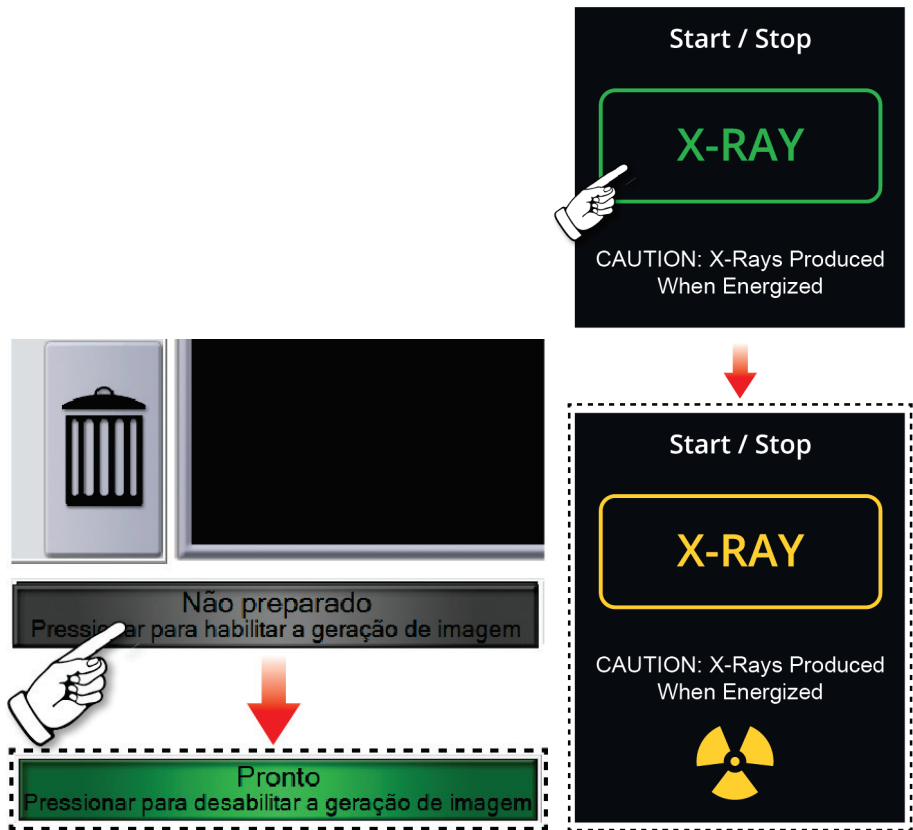 Start / Stop
X-RAY
CAUTION: X-Rays Produced
When Energized
Não preparado
Pressionar para habilitar a geração de imagem
Pronto
Pressionar para desabilitar a geração de imagem
Start / Stop
X-RAY
CAUTION: X-Rays Produced
When Energized